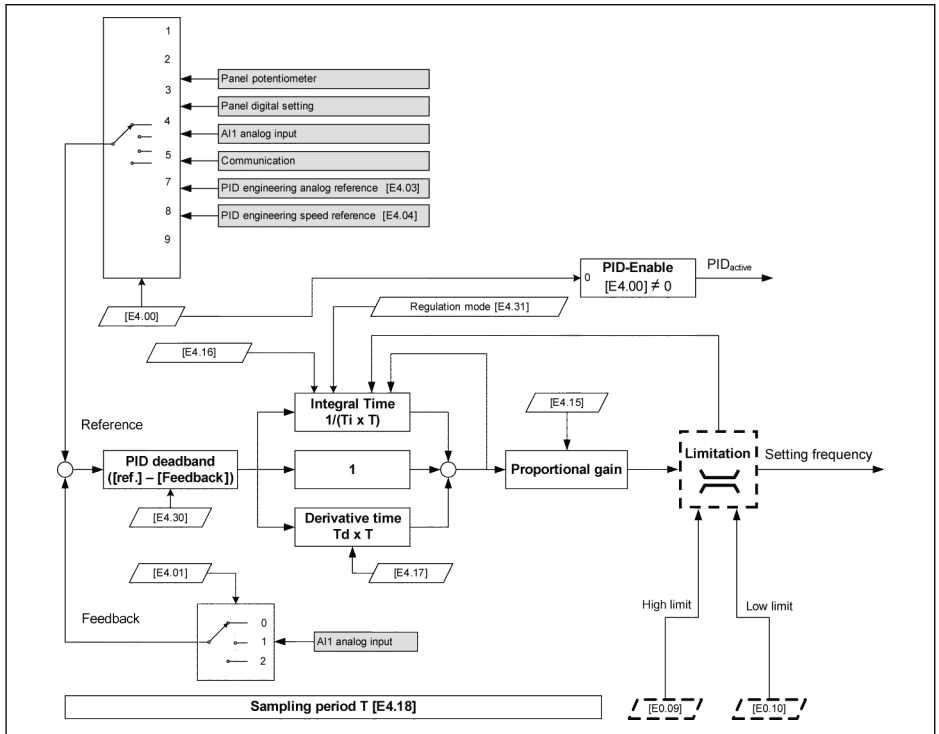 1
2
Panel potentiometer
3
Panel digital setting
4
AI1 analog input
5
Communication
7
PID engineering analog reference [E4.03]
8
PID engineering speed reference [E4.04]
9
0
PID-Enable
[E4.00] ≠ 0
PIDactive
[E4.00]
Regulation mode [E4.31]
[E4.16]
Integral Time
1/(Ti x T)
[E4.15]
Reference
PID deadband
([ref.] – [Feedback])
1
Proportional gain
Limitation
Setting frequency
[E4.30]
Derivative time
Td x T
[E4.01]
[E4.17]
High limit
Low limit
Feedback
0
1
AI1 analog input
2
Sampling period T [E4.18]
[E0.09]
[E0.10]